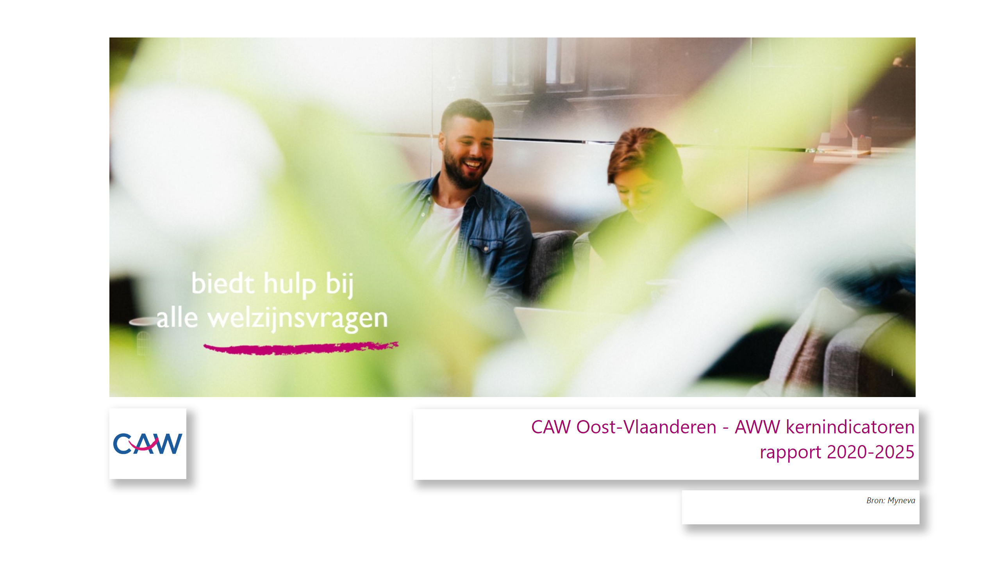 biedt hulp bij
alle welzijnsvragen
CAW
CAW Oost-Vlaanderen - AWW kernindicatoren
rapport 2020-2025
Bron: Myneva